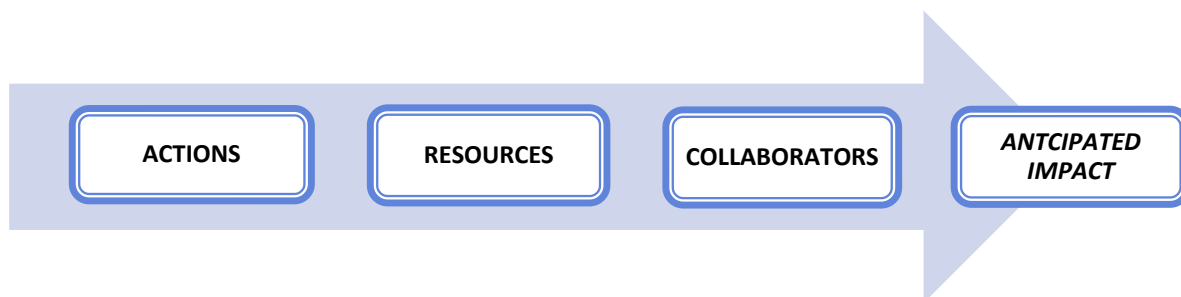 ACTIONS
RESOURCES
COLLABORATORS
ANTCIPATED
IMPACT